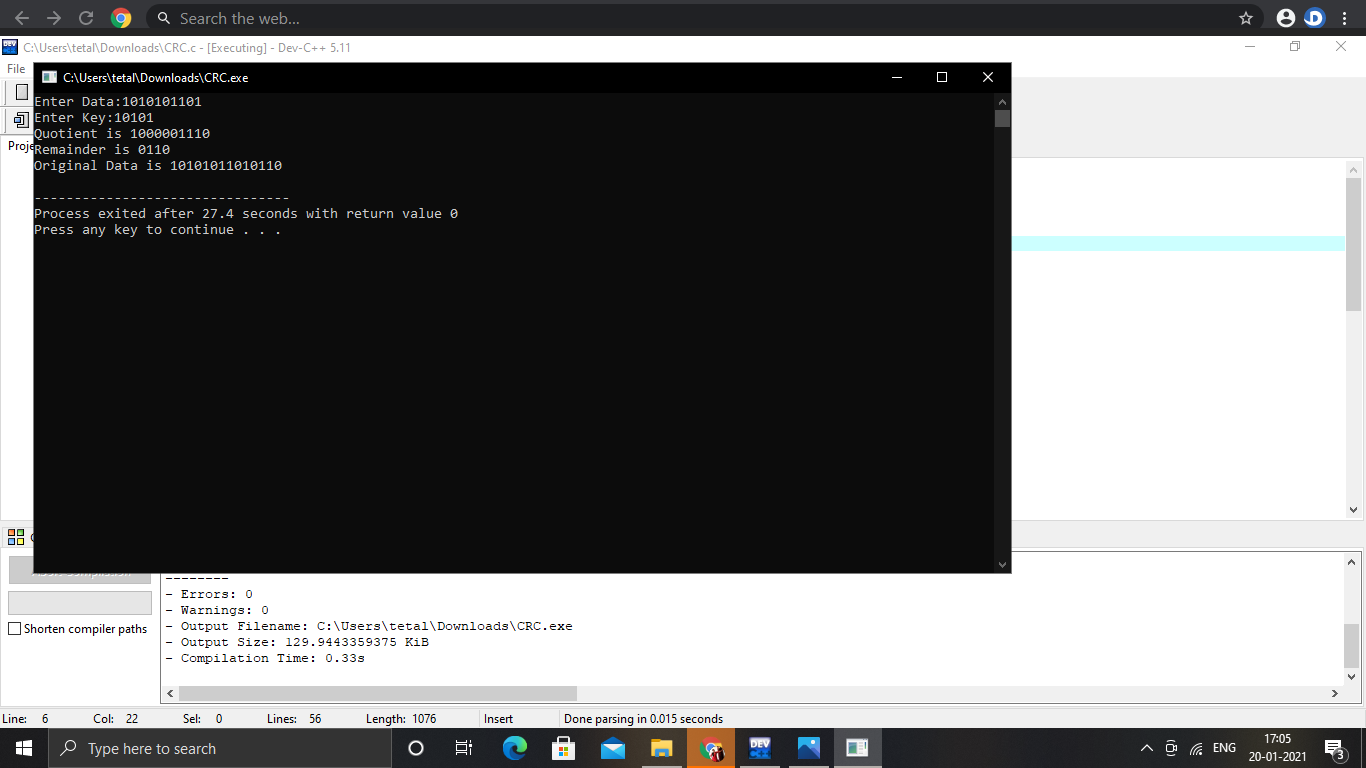 Search the web...
C:\Users\tetal\Downloads\CRC.c - [Executing] - Dev-C++ 5.11
File
C:\Users\tetal\Downloads\CRC.exe
Enter Data:1010101101
Enter Key:10101
Quotient is 1000001110
Proje
Remainder is 0110
Original Data is 10101011010110
--------------------------------
Process exited after 27.4 seconds with return value 0
Press any key to continue . . .
--------
- Errors: 0
- Warnings: 0
- Output Filename: C:\Users\tetal\Downloads\CRC.exe
Shorten compiler paths
- Output Size: 129.9443359375 KiB
- Compilation Time: 0.33s
Line: 6 Col: 22 Sel: 0 Lines: 56 Length: 1076 Insert Done parsing in 0.015 seconds
Type here to search
DEV
ENG
17:05
20-01-2021
3